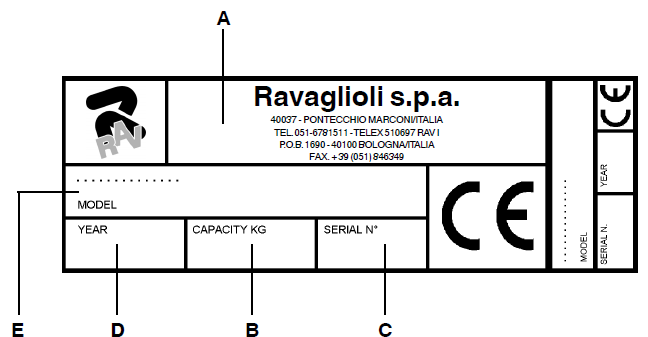 A
RAV
Ravaglioli s.p.a.
40037 - PONTECCHIO MARCONI/ITALIA
TEL. 051-6781511 - TELEX 510697 RAV I
P.O.B. 1690 - 40100 BOLOGNA/ITALIA
FAX. + 39 (051) 846349
..............
MODEL
YEAR
CAPACITY KG
SERIAL N°
CE
..............
MODEL
CE
YEAR
SERIAL N.
E
D
B
C